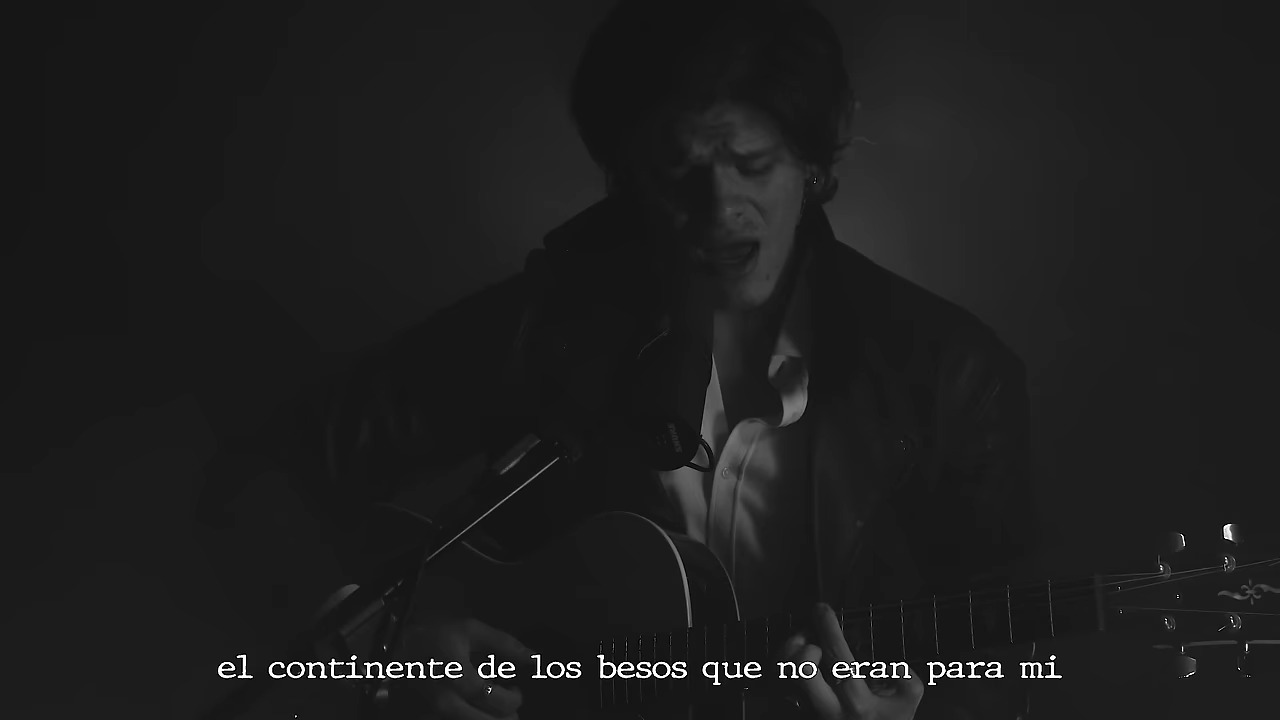 el continente de los besos que no eran para mi